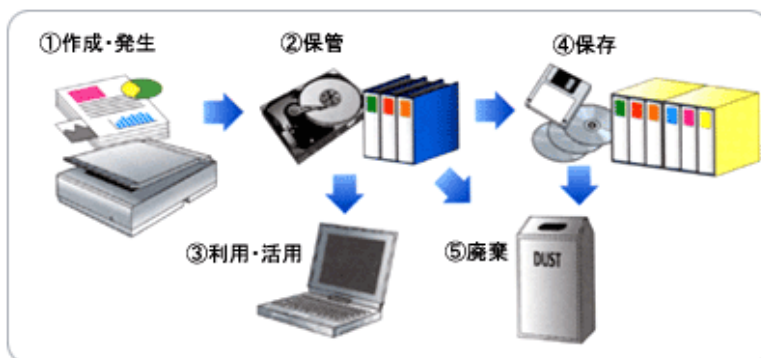 ①作成・発生
②保管
④保存
③利用・活用
⑤廃棄
DUST